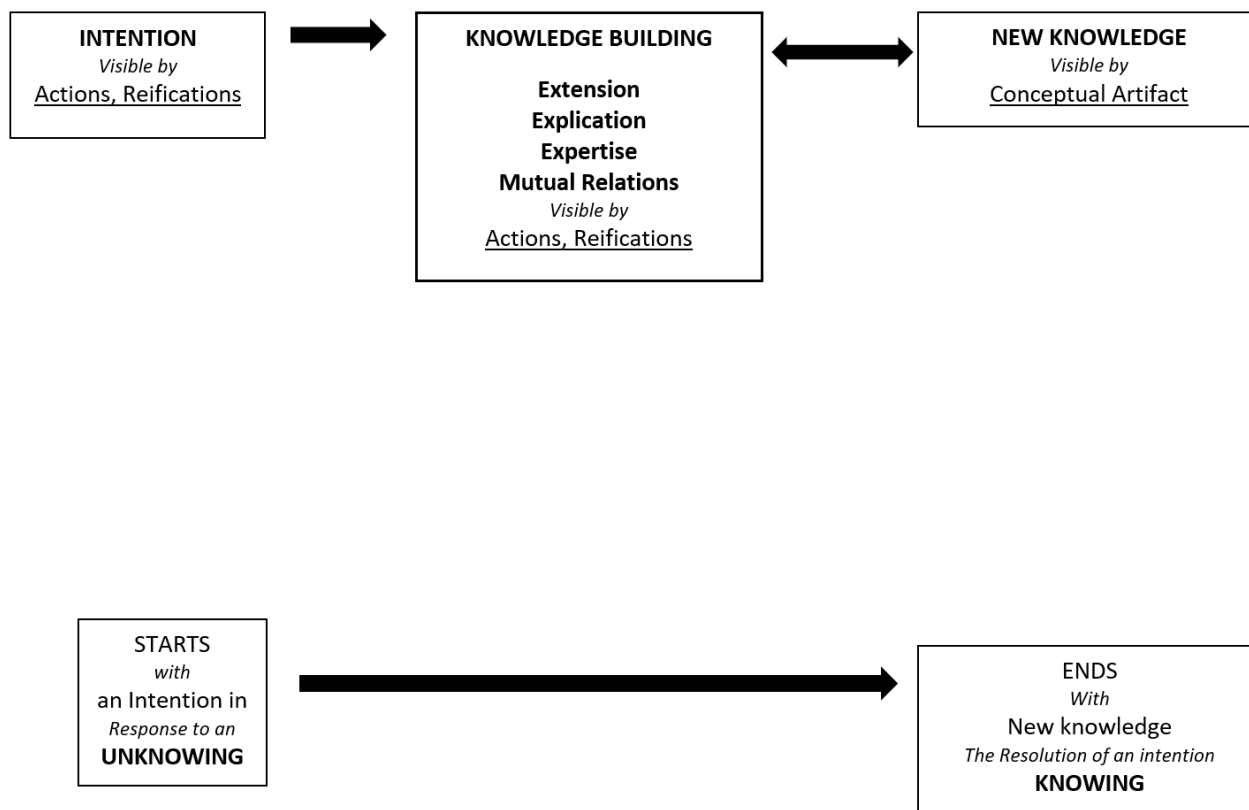 INTENTION
Visible by
Actions, Reifications
KNOWLEDGE BUILDING
Extension
Explication
Expertise
Mutual Relations
Visible by
Actions, Reifications
NEW KNOWLEDGE
Visible by
Conceptual Artifact
STARTS
with
an Intention in
Response to an
UNKNOWING
ENDS
With
New knowledge
The Resolution of an intention
KNOWING